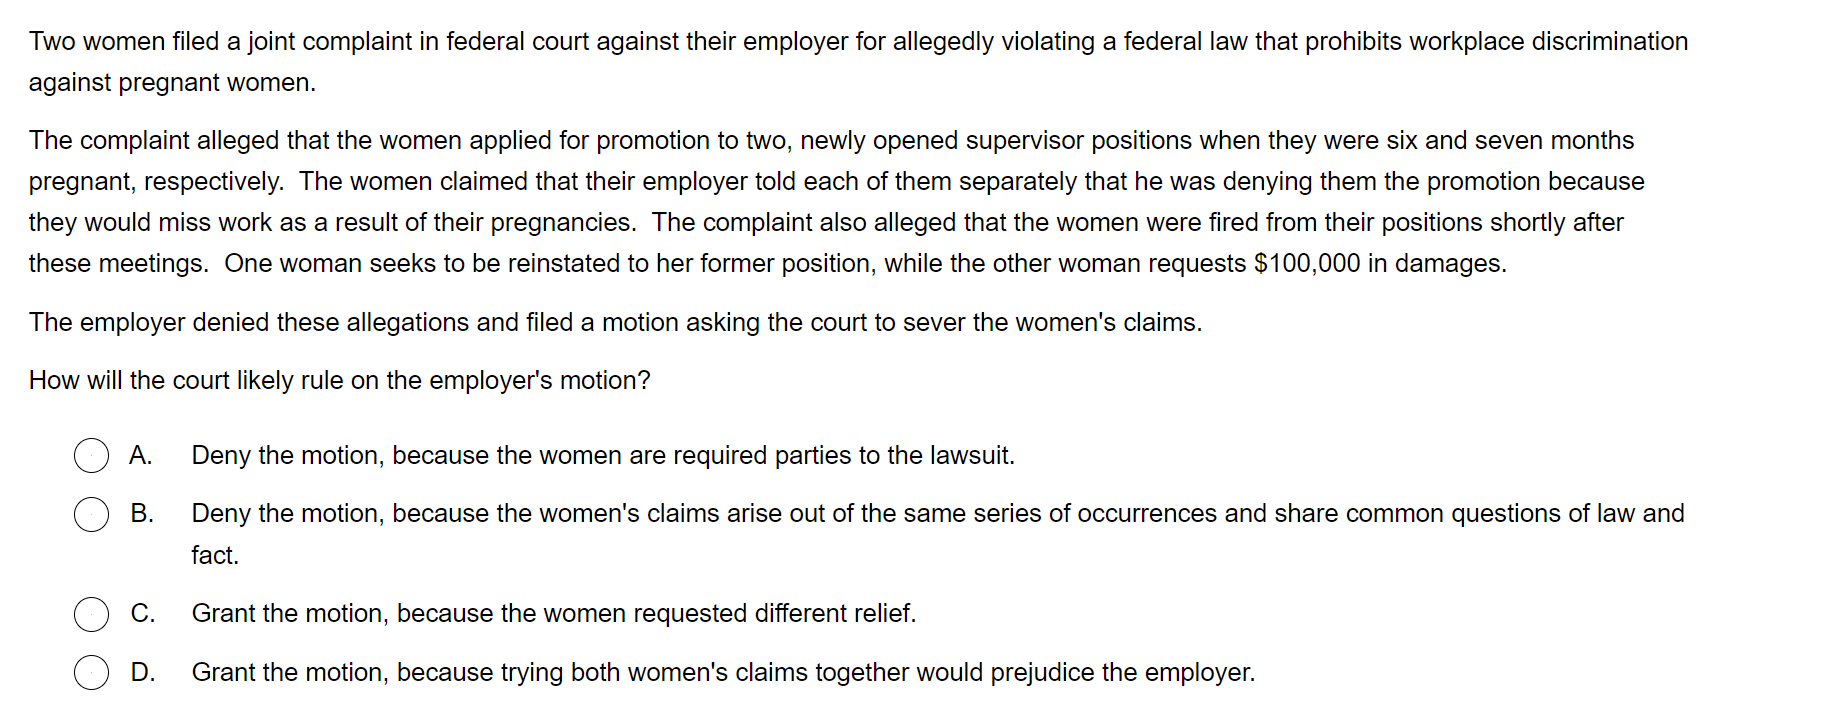 Two women filed a joint complaint in federal court against their employer for allegedly violating a federal law that prohibits workplace discrimination
against pregnant women.
The complaint alleged that the women applied for promotion to two, newly opened supervisor positions when they were six and seven months
pregnant, respectively.  The women claimed that their employer told each of them separately that he was denying them the promotion because
they would miss work as a result of their pregnancies.  The complaint also alleged that the women were fired from their positions shortly after
these meetings.  One woman seeks to be reinstated to her former position, while the other woman requests $100,000 in damages.
The employer denied these allegations and filed a motion asking the court to sever the women's claims.
How will the court likely rule on the employer's motion?
A. Deny the motion, because the women are required parties to the lawsuit.
B. Deny the motion, because the women's claims arise out of the same series of occurrences and share common questions of law and
fact.
C. Grant the motion, because the women requested different relief.
D. Grant the motion, because trying both women's claims together would prejudice the employer.